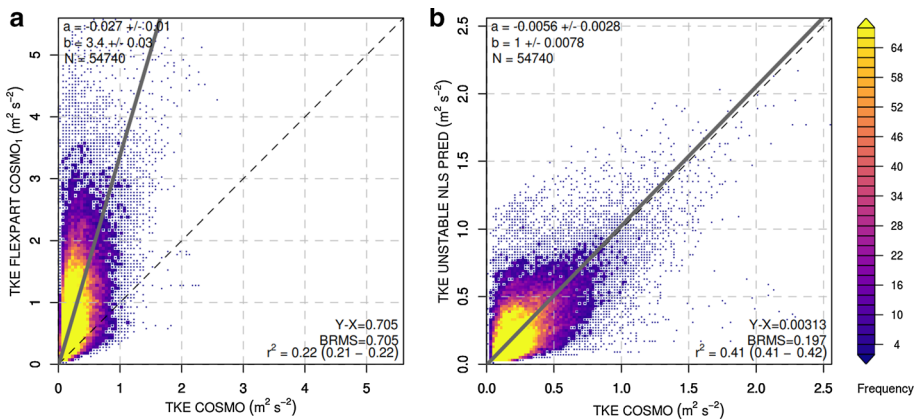 a
a = -0.027 +/- 0.01
b = 3.4 +/- 0.03
N = 54740
TKE FLEXPART COSMO₁ (m² s⁻²)
5
4
3
2
1
0
Y-X=0.705
BRMS=0.705
r² = 0.22 (0.21 – 0.22)
0 1 2 3 4 5
TKE COSMO (m² s⁻²)
b
a = -0.0056 +/- 0.0028
b = 1 +/- 0.0078
N = 54740
TKE UNSTABLE NLS PRED (m² s⁻²)
2.5
2.0
1.5
1.0
0.5
0.0
Y-X=0.00313
BRMS=0.197
r² = 0.41 (0.41 – 0.42)
0.0 0.5 1.0 1.5 2.0 2.5
TKE COSMO (m² s⁻²)
64
58
52
46
40
34
28
22
16
10
4
Frequency